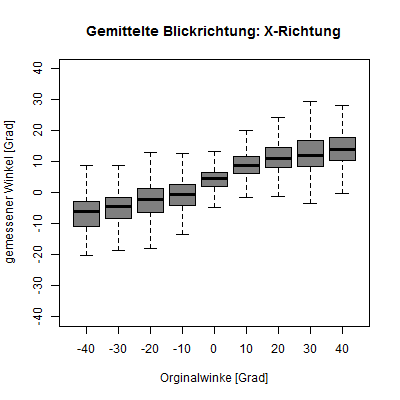 Gemittelte Blickrichtung: X-Richtung
gemessener Winkel [Grad]
40
30
20
10
0
-10
-20
-30
-40
-40 -30 -20 -10 0 10 20 30 40
Orginalwinke [Grad]